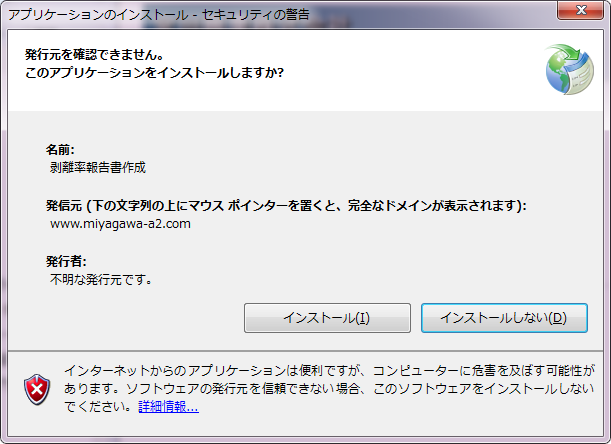 アプリケーションのインストール - セキュリティの警告
発行元を確認できません。
このアプリケーションをインストールしますか?
名前:
剥離率報告書作成
発信元 (下の文字列の上にマウス ポインターを置くと、完全なドメインが表示されます):
www.miyagawa-a2.com
発行者:
不明な発行元です。
インストール(I)
インストールしない(D)
インターネットからのアプリケーションは便利ですが、コンピューターに危害を及ぼす可能性が
あります。ソフトウェアの発行元を信頼できない場合、このソフトウェアをインストールしない
でください。詳細情報...